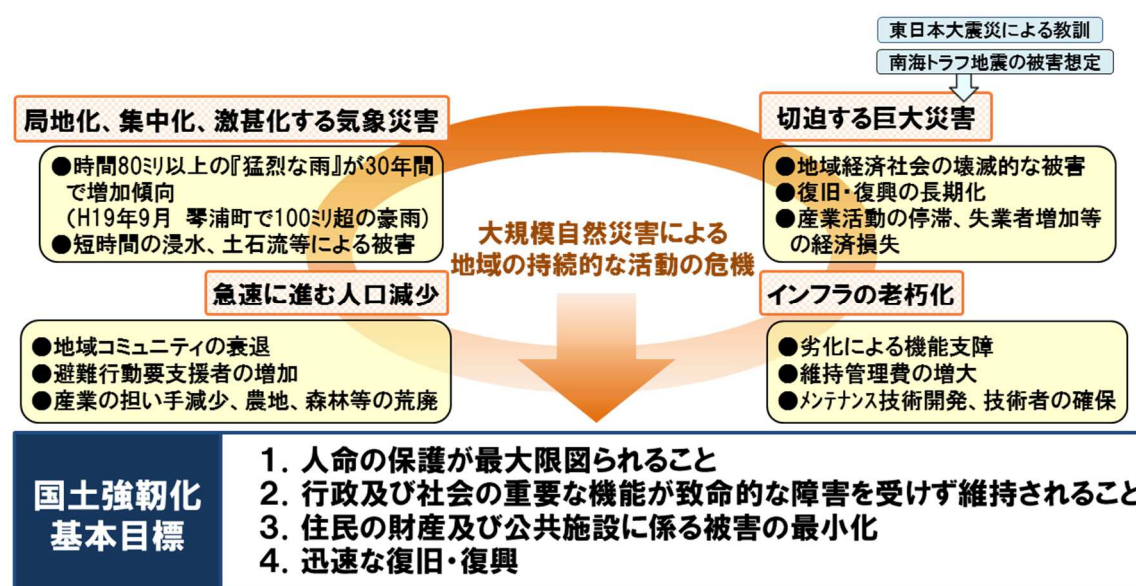 東日本大震災による教訓
南海トラフ地震の被害想定
局地化、集中化、激甚化する気象災害
●時間80ミリ以上の『猛烈な雨』が30年間
で増加傾向
(H19年9月 琴浦町で100ミリ超の豪雨)
●短時間の浸水、土石流等による被害
切迫する巨大災害
●地域経済社会の壊滅的な被害
●復旧・復興の長期化
●産業活動の停滞、失業者増加等
の経済損失
大規模自然災害による
地域の持続的な活動の危機
急速に進む人口減少
●地域コミュニティの衰退
●避難行動要支援者の増加
●産業の担い手減少、農地、森林等の荒廃
インフラの老朽化
●劣化による機能支障
●維持管理費の増大
●メンテナンス技術開発、技術者の確保
国土強靭化
基本目標
1. 人命の保護が最大限図られること
2. 行政及び社会の重要な機能が致命的な障害を受けず維持されること
3. 住民の財産及び公共施設に係る被害の最小化
4. 迅速な復旧・復興